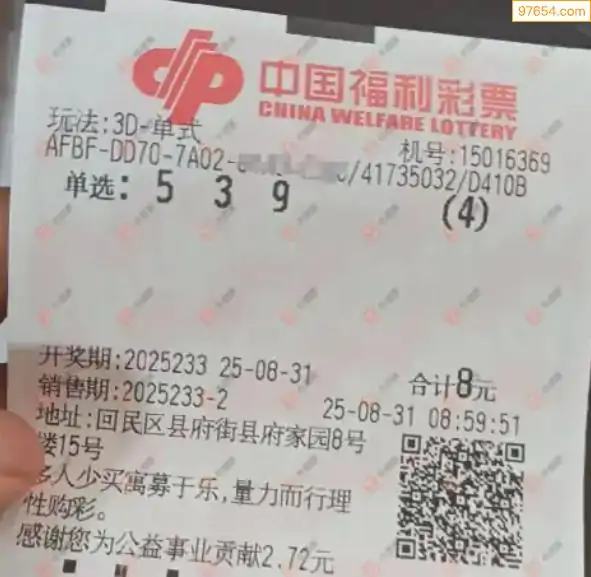 97654.com
中国福利彩票
CHINA WELFARE LOTTERY
玩法:3D-单式
机号:15016369
AFBF-DD70-7A02- /41735032/D410B
单选: 5 3 9 (4)
开奖期:2025233 25-08-31 合计8元
销售期:2025233-2 25-08-31 08:59:51
地址:回民区县府街县府家园8号
楼15号
多人少买寓募于乐,量力而行理
性购彩。
感谢您为公益事业贡献2.72元